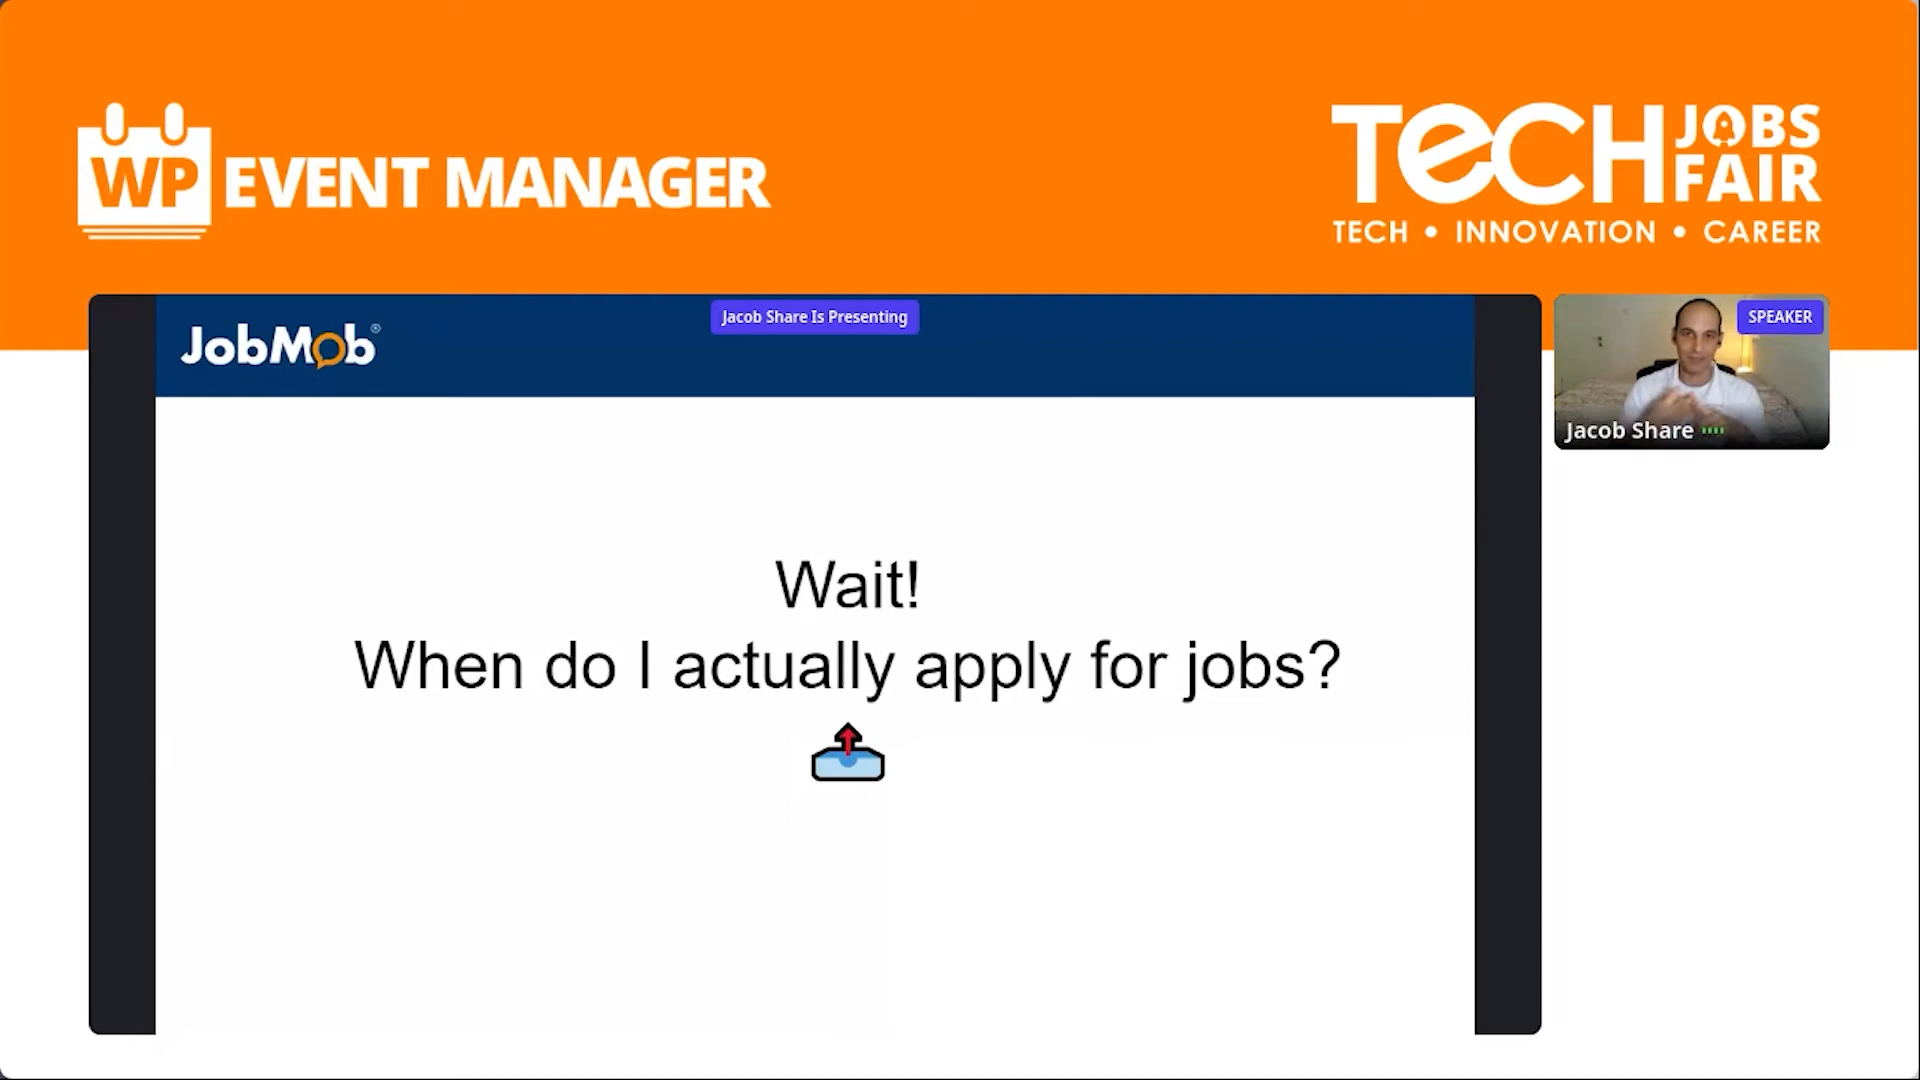 WP EVENT MANAGER
TECH JOBS FAIR
TECH • INNOVATION • CAREER
JobMob®
Jacob Share Is Presenting
SPEAKER
Jacob Share
Wait!
When do I actually apply for jobs?